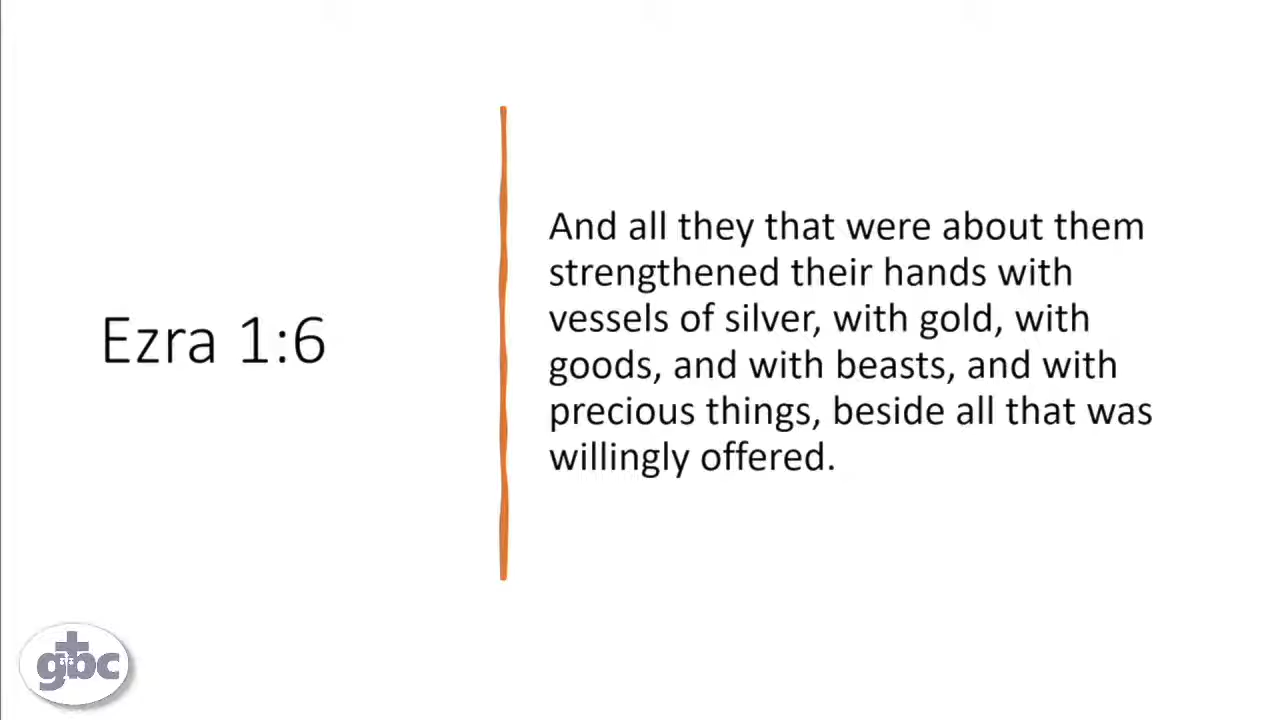 Ezra 1:6
And all they that were about them
strengthened their hands with
vessels of silver, with gold, with
goods, and with beasts, and with
precious things, beside all that was
willingly offered.
gbc